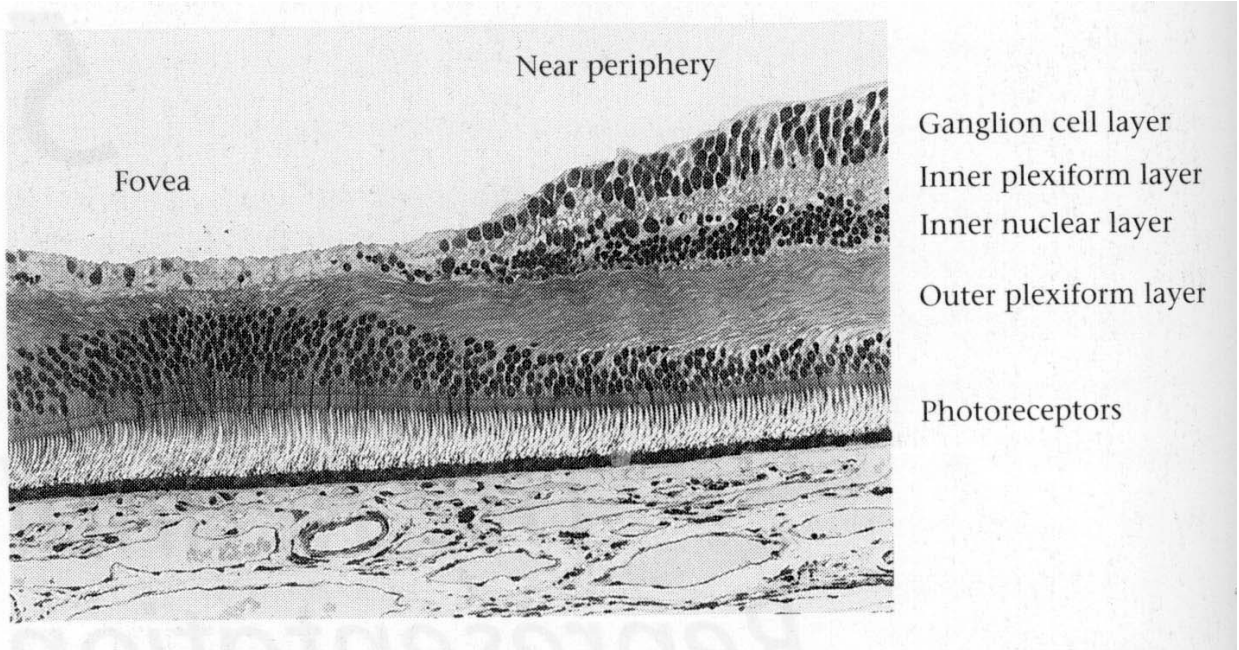 Near periphery
Fovea
Ganglion cell layer
Inner plexiform layer
Inner nuclear layer
Outer plexiform layer
Photoreceptors